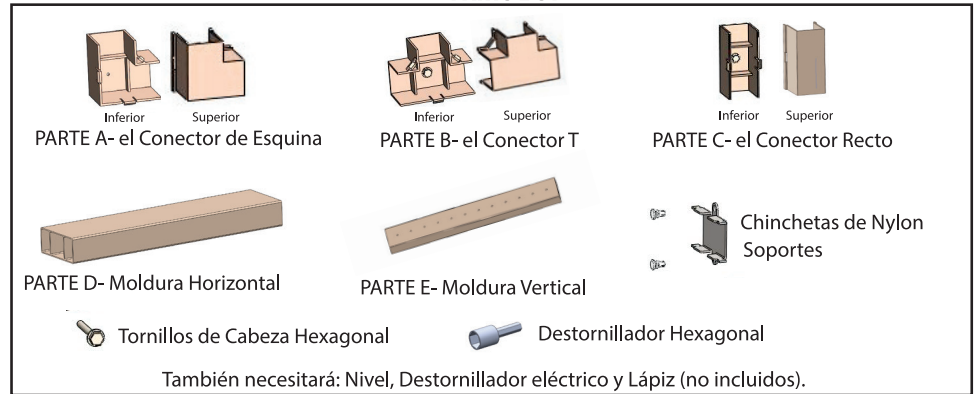 Inferior Superior
PARTE A- el Conector de Esquina
Inferior Superior
PARTE B- el Conector T
Inferior Superior
PARTE C- el Conector Recto
PARTE D- Moldura Horizontal
PARTE E- Moldura Vertical
Chinchetas de Nylon
Soportes
Tornillos de Cabeza Hexagonal
Destornillador Hexagonal
También necesitará: Nivel, Destornillador eléctrico y Lápiz (no incluidos).